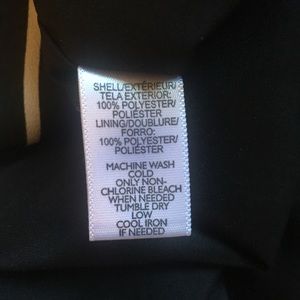 SHELL/EXTÉRIEUR/
TELA EXTERIOR:
100% POLYESTER/
POLIÉSTER
LINING/DOUBLURE/
FORRO:
100% POLYESTER/
POLIÉSTER
MACHINE WASH
COLD
ONLY NON-
CHLORINE BLEACH
WHEN NEEDED
TUMBLE DRY
LOW
COOL IRON
IF NEEDED